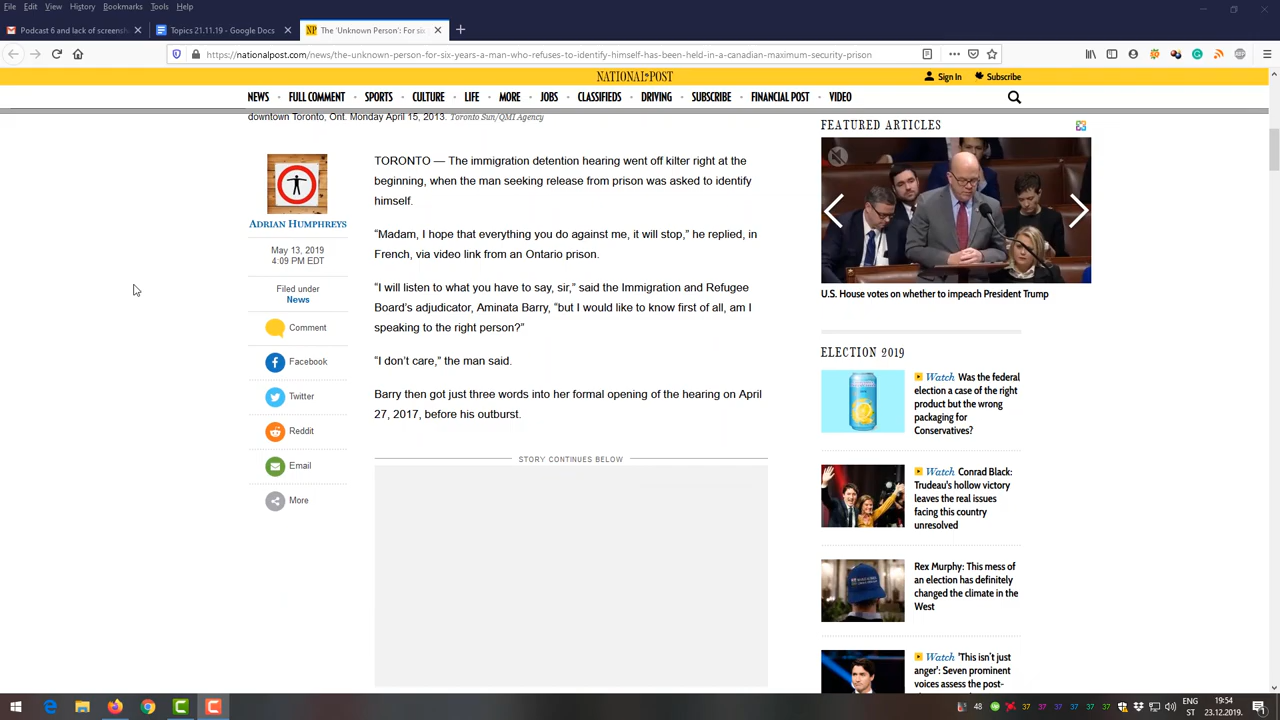 File Edit View History Bookmarks Tools Help
Podcast 6 and lack of screensh
Topics 21.11.19 - Google Docs
The 'Unknown Person': For six
https://nationalpost.com/news/the-unknown-person-for-six-years-a-man-who-refuses-to-identify-himself-has-been-held-in-a-canadian-maximum-security-prison
NATIONAL POST
Sign In
Subscribe
NEWS
FULL COMMENT
SPORTS
CULTURE
LIFE
MORE
JOBS
CLASSIFIEDS
DRIVING
SUBSCRIBE
FINANCIAL POST
VIDEO
downtown Toronto, Ont. Monday April 15, 2013. Toronto Sun/QMI Agency
ADRIAN HUMPHREYS
May 13, 2019
4:09 PM EDT
Filed under
News
Comment
Facebook
Twitter
Reddit
Email
More
TORONTO — The immigration detention hearing went off kilter right at the
beginning, when the man seeking release from prison was asked to identify
himself.
“Madam, I hope that everything you do against me, it will stop,” he replied, in
French, via video link from an Ontario prison.
“I will listen to what you have to say, sir,” said the Immigration and Refugee
Board’s adjudicator, Aminata Barry, “but I would like to know first of all, am I
speaking to the right person?”
“I don’t care,” the man said.
Barry then got just three words into her formal opening of the hearing on April
27, 2017, before his outburst.
STORY CONTINUES BELOW
FEATURED ARTICLES
U.S. House votes on whether to impeach President Trump
ELECTION 2019
Watch Was the federal
election a case of the right
product but the wrong
packaging for
Conservatives?
Watch Conrad Black:
Trudeau's hollow victory
leaves the real issues
facing this country
unresolved
Rex Murphy: This mess of
an election has definitely
changed the climate in the
West
Watch 'This isn't just
anger': Seven prominent
voices assess the post-
48 37 37 37 37 37 37
ENG
ST
19:54
23.12.2019.